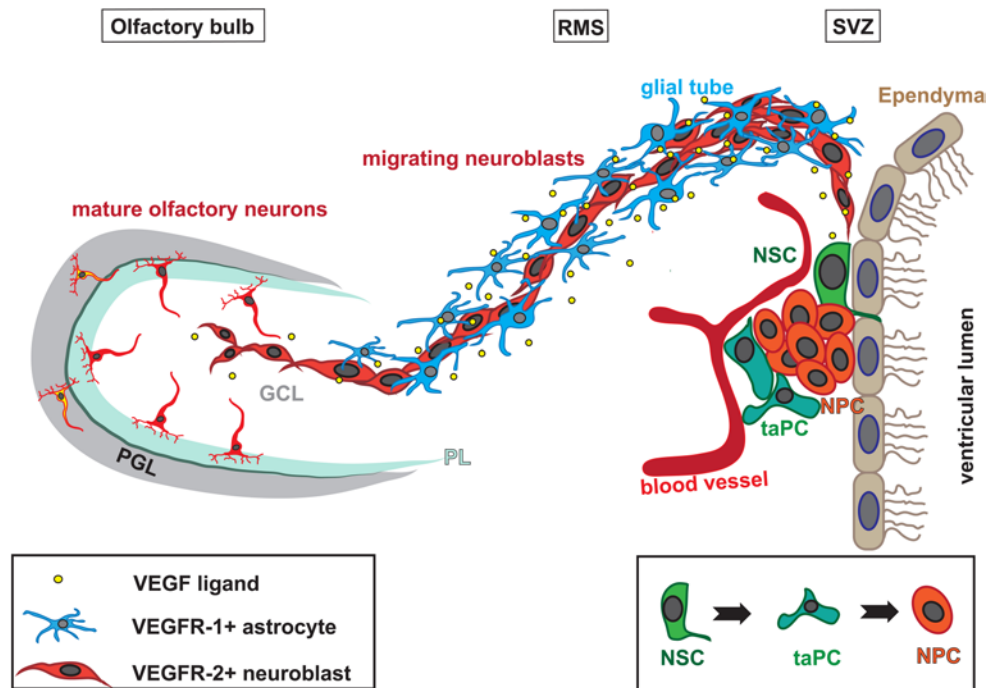 Olfactory bulb
RMS
SVZ
glial tube
Ependyma
migrating neuroblasts
mature olfactory neurons
NSC
GCL
NPC
taPC
PGL
PL
blood vessel
ventricular lumen
VEGF ligand
VEGFR-1+ astrocyte
VEGFR-2+ neuroblast
NSC
taPC
NPC